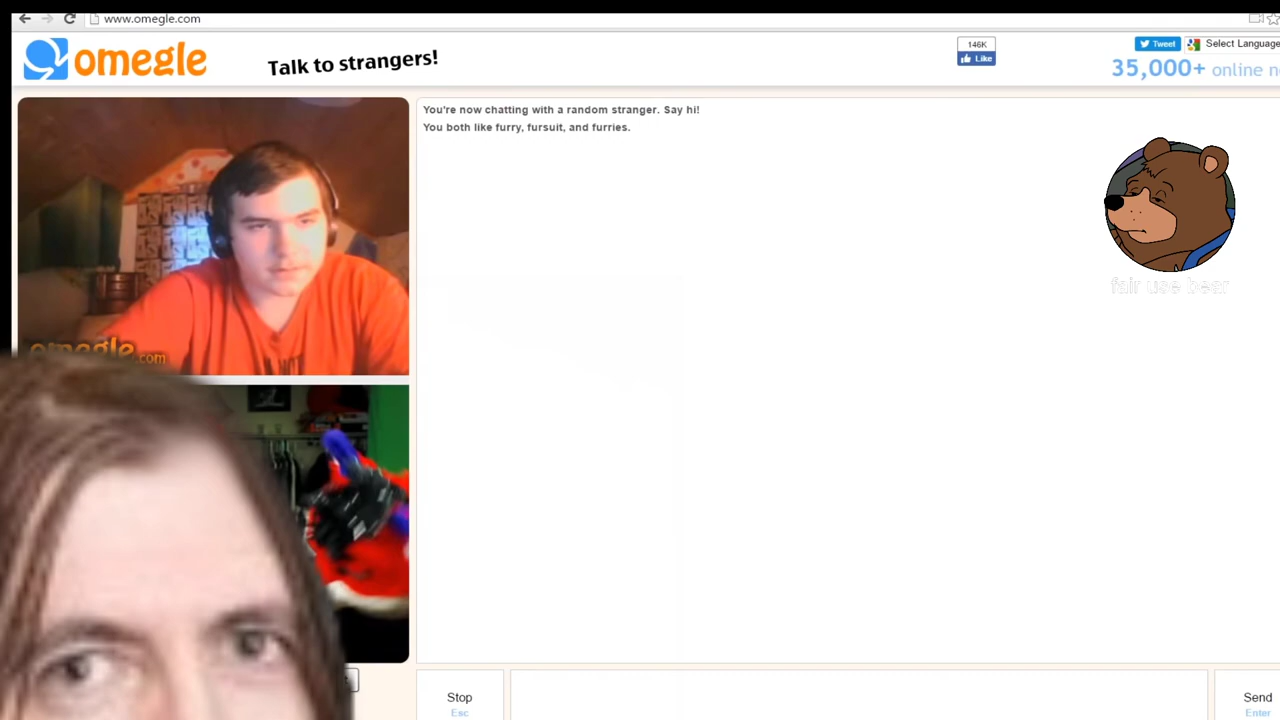 www.omegle.com
omegle
Talk to strangers!
146K
Like
Tweet
Select Language
35,000+ online
You're now chatting with a random stranger. Say hi!
You both like furry, fursuit, and furries.
fair use bear
omegle.com
Stop
Esc
Send
Enter